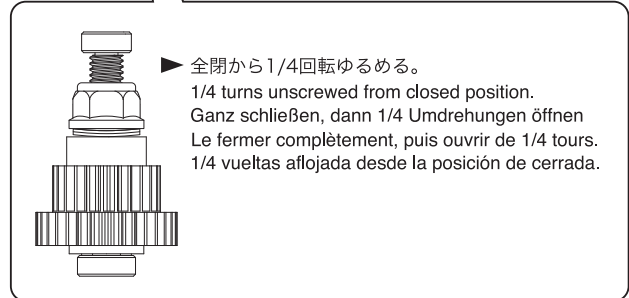 ▶ 全閉から1/4回転ゆるめる。
1/4 turns unscrewed from closed position.
Ganz schließen, dann 1/4 Umdrehungen öffnen
Le fermer complètement, puis ouvrir de 1/4 tours.
1/4 vueltas aflojada desde la posición de cerrada.